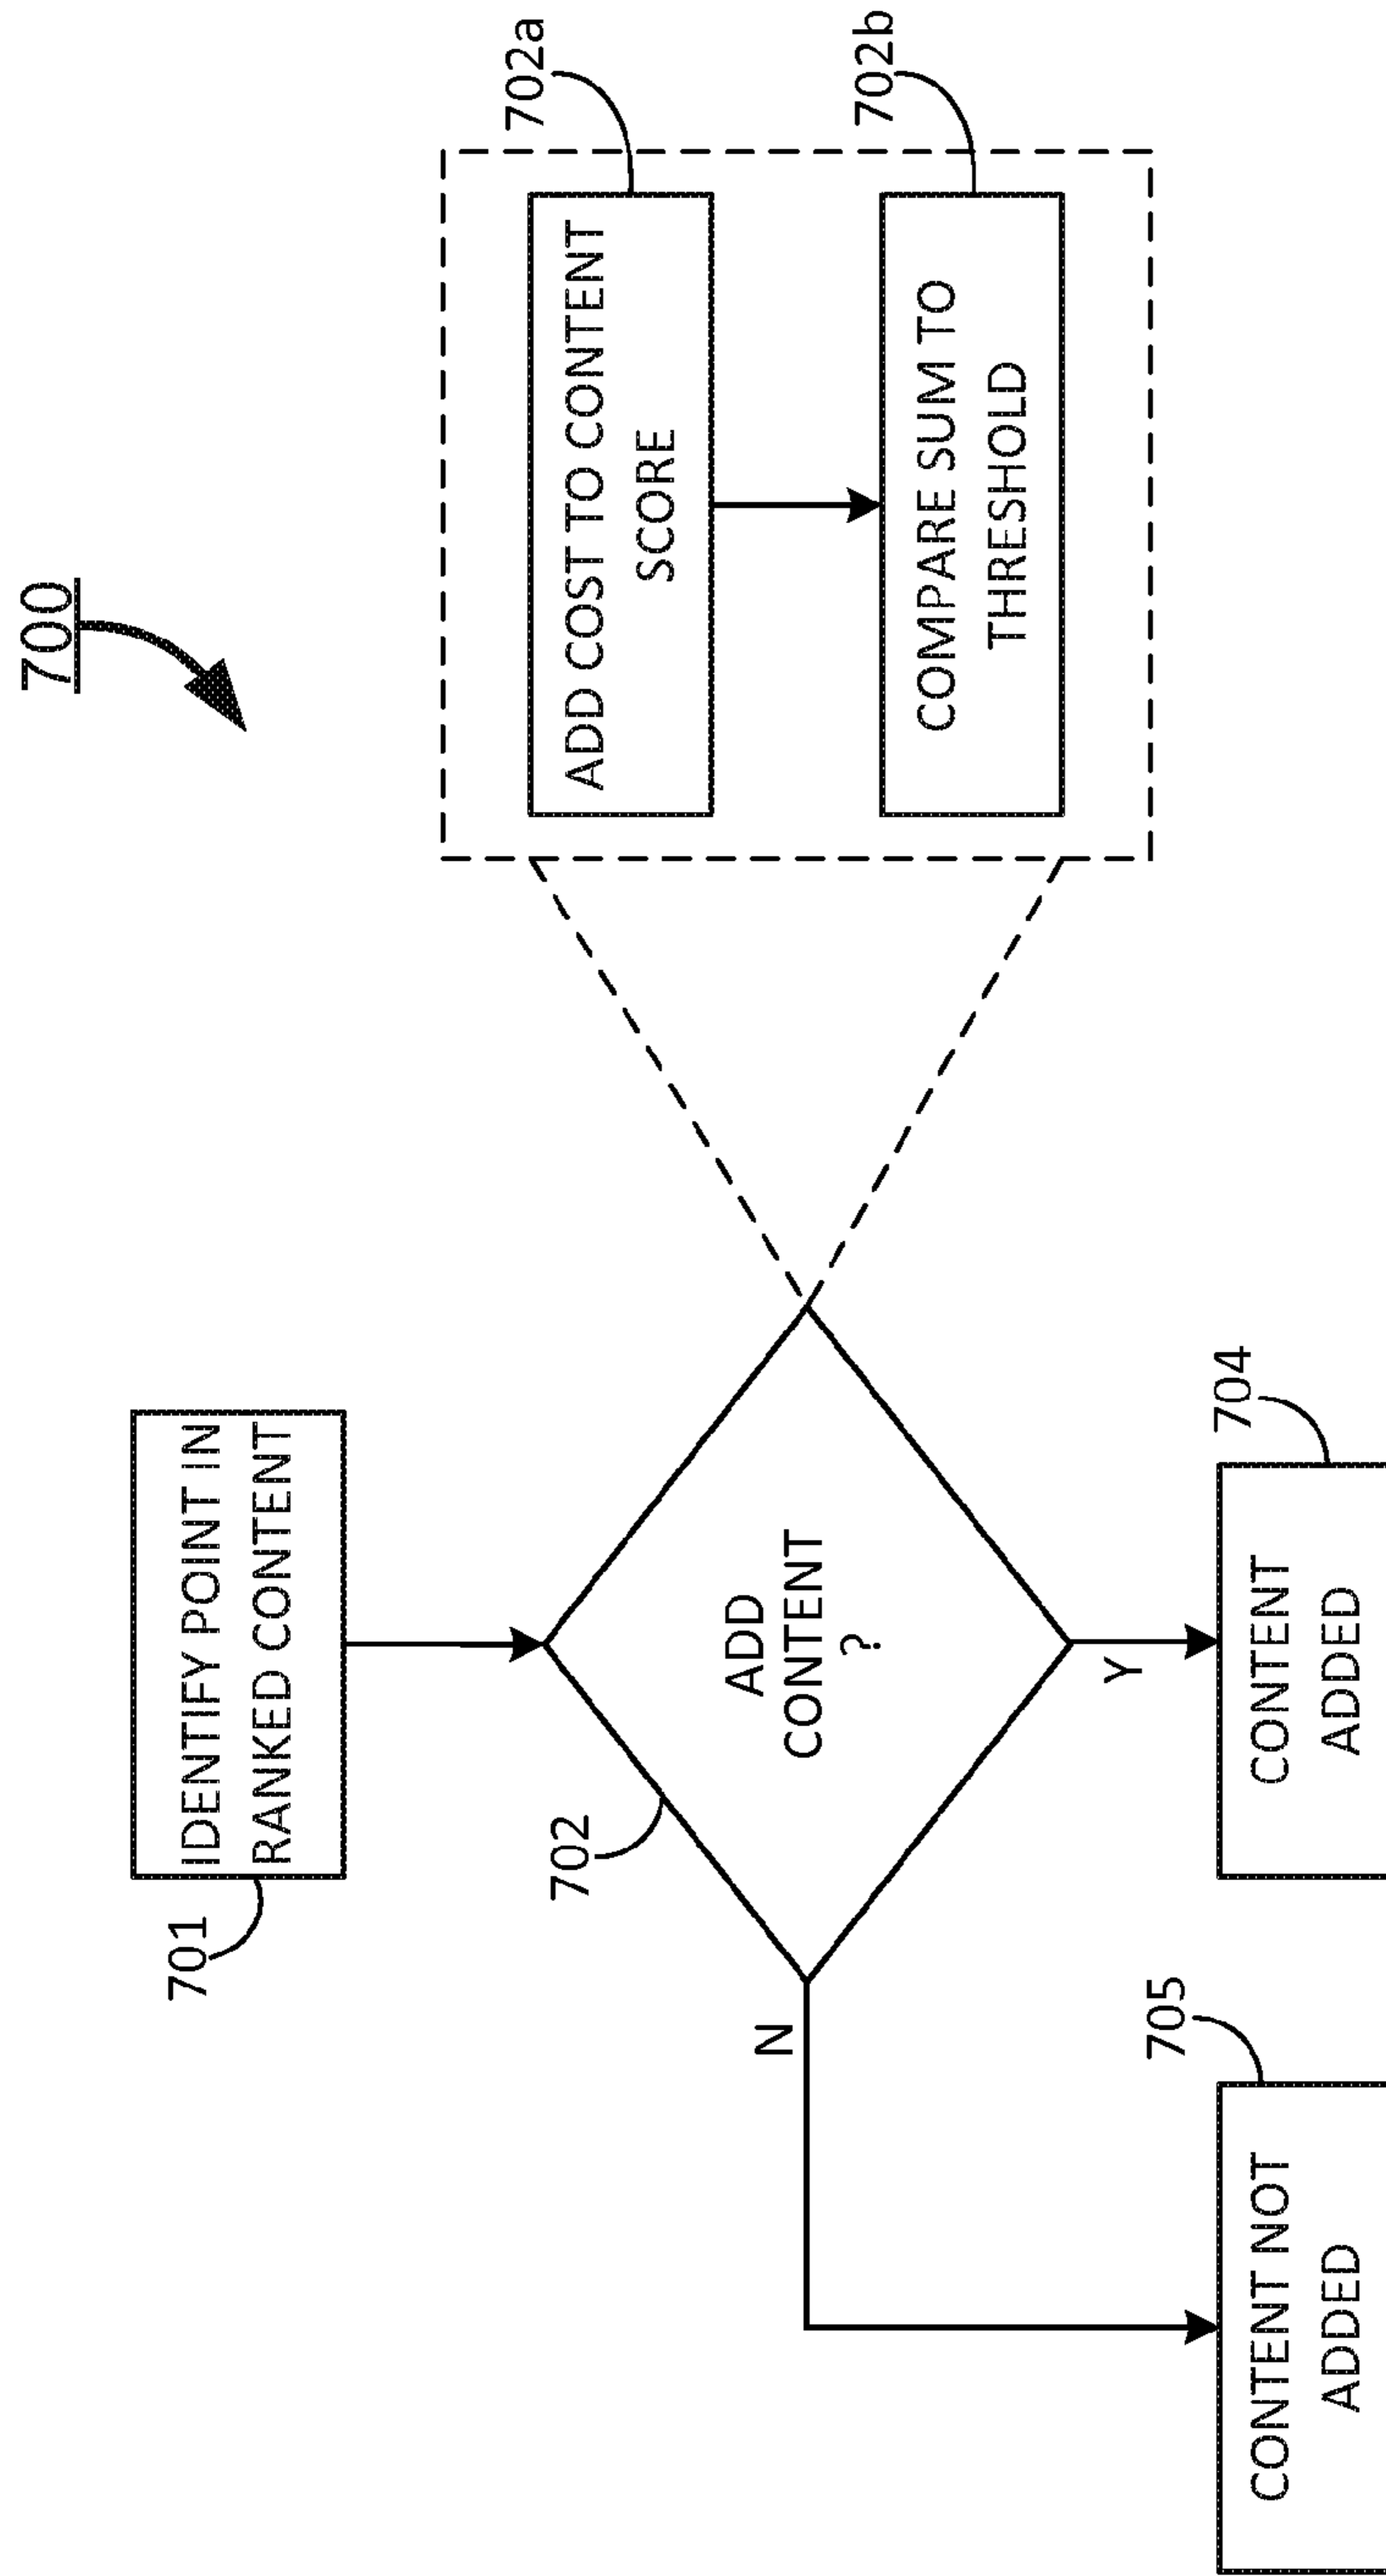 700
701
IDENTIFY POINT IN
RANKED CONTENT
702
ADD
CONTENT
?
N
Y
ADD COST TO CONTENT
SCORE
702a
COMPARE SUM TO
THRESHOLD
702b
705
CONTENT NOT
ADDED
704
CONTENT
ADDED